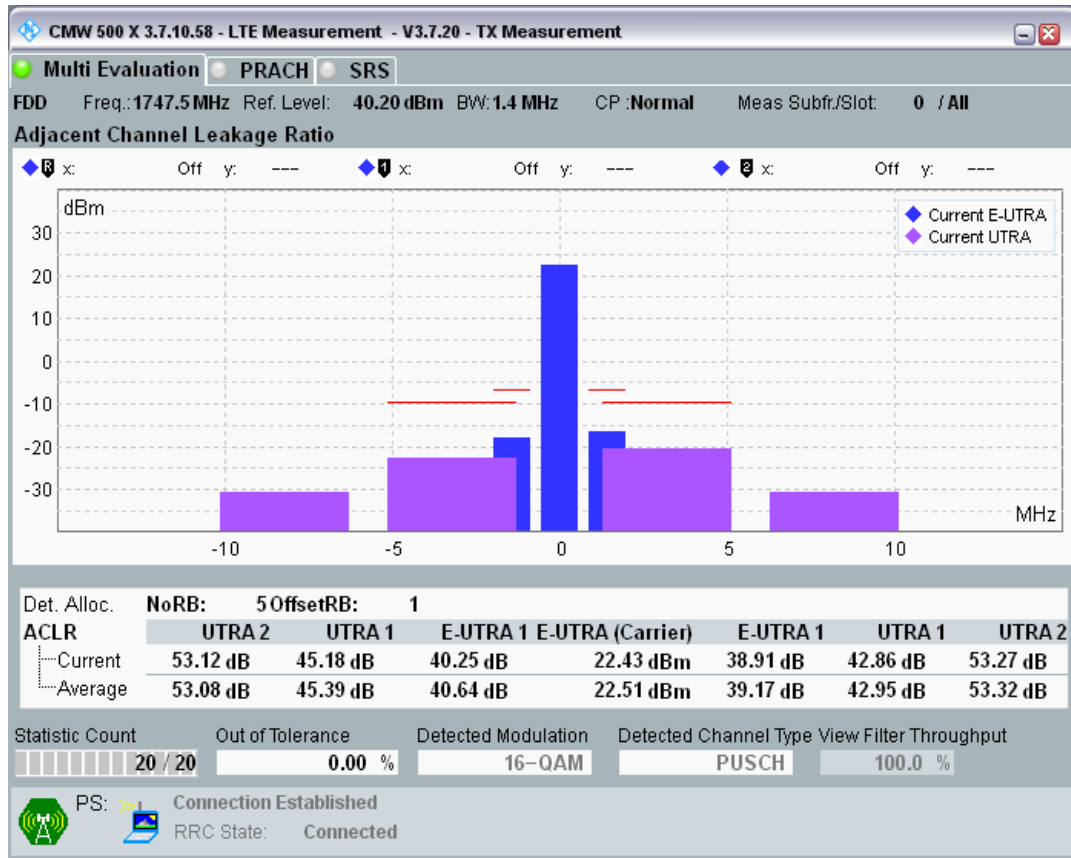 CMW 500 X 3.7.10.58 - LTE Measurement - V3.7.20 - TX Measurement
Multi Evaluation PRACH SRS
FDD Freq.:1747.5 MHz Ref. Level: 40.20 dBm BW:1.4 MHz CP :Normal Meas Subfr./Slot: 0 / All
Adjacent Channel Leakage Ratio
R x: Off y: --- 1 x: Off y: --- 2 x: Off y: ---
dBm
Current E-UTRA
Current UTRA
30
20
10
0
-10
-20
-30
MHz
-10 -5 0 5 10
Det. Alloc. NoRB: 5 OffsetRB: 1
ACLR UTRA 2 UTRA 1 E-UTRA 1 E-UTRA (Carrier) E-UTRA 1 UTRA 1 UTRA 2
Current 53.12 dB 45.18 dB 40.25 dB 22.43 dBm 38.91 dB 42.86 dB 53.27 dB
Average 53.08 dB 45.39 dB 40.64 dB 22.51 dBm 39.17 dB 42.95 dB 53.32 dB
Statistic Count Out of Tolerance Detected Modulation Detected Channel Type View Filter Throughput
20 / 20 0.00 % 16-QAM PUSCH 100.0 %
PS: Connection Established
RRC State: Connected